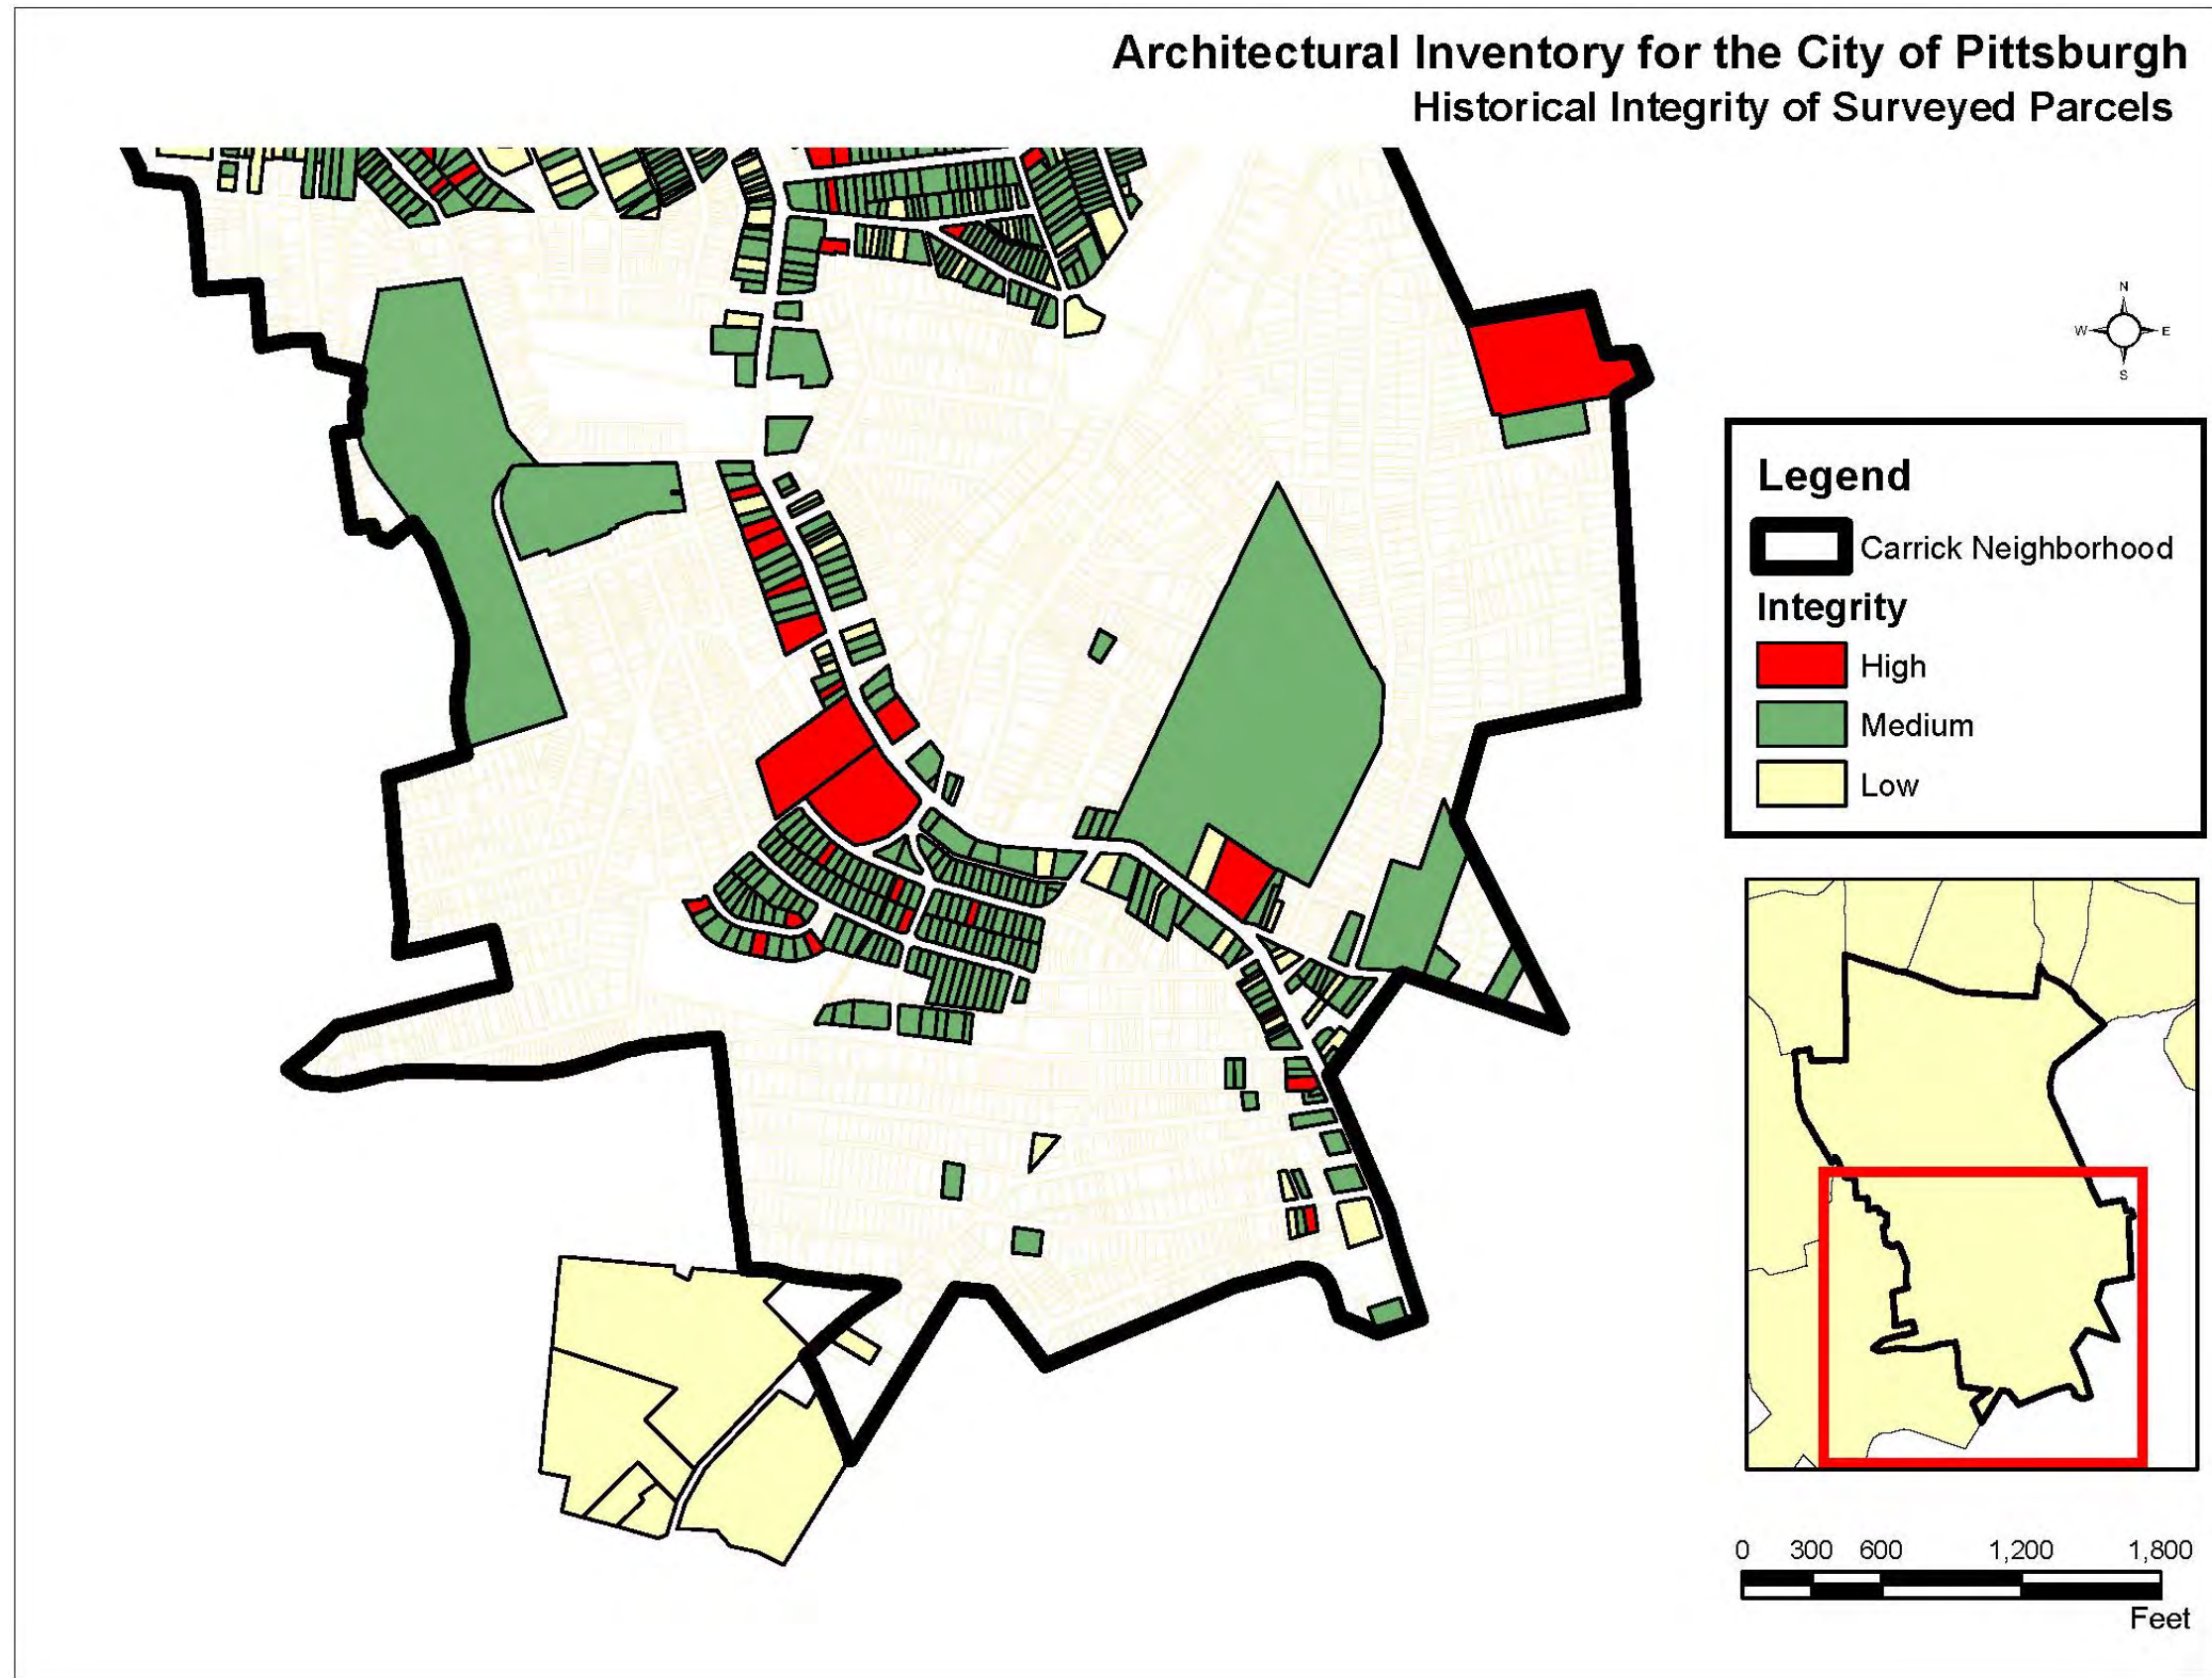 Architectural Inventory for the City of Pittsburgh
Historical Integrity of Surveyed Parcels
N
W E
S
Legend
Carrick Neighborhood
Integrity
High
Medium
Low
0 300 600 1,200 1,800
Feet